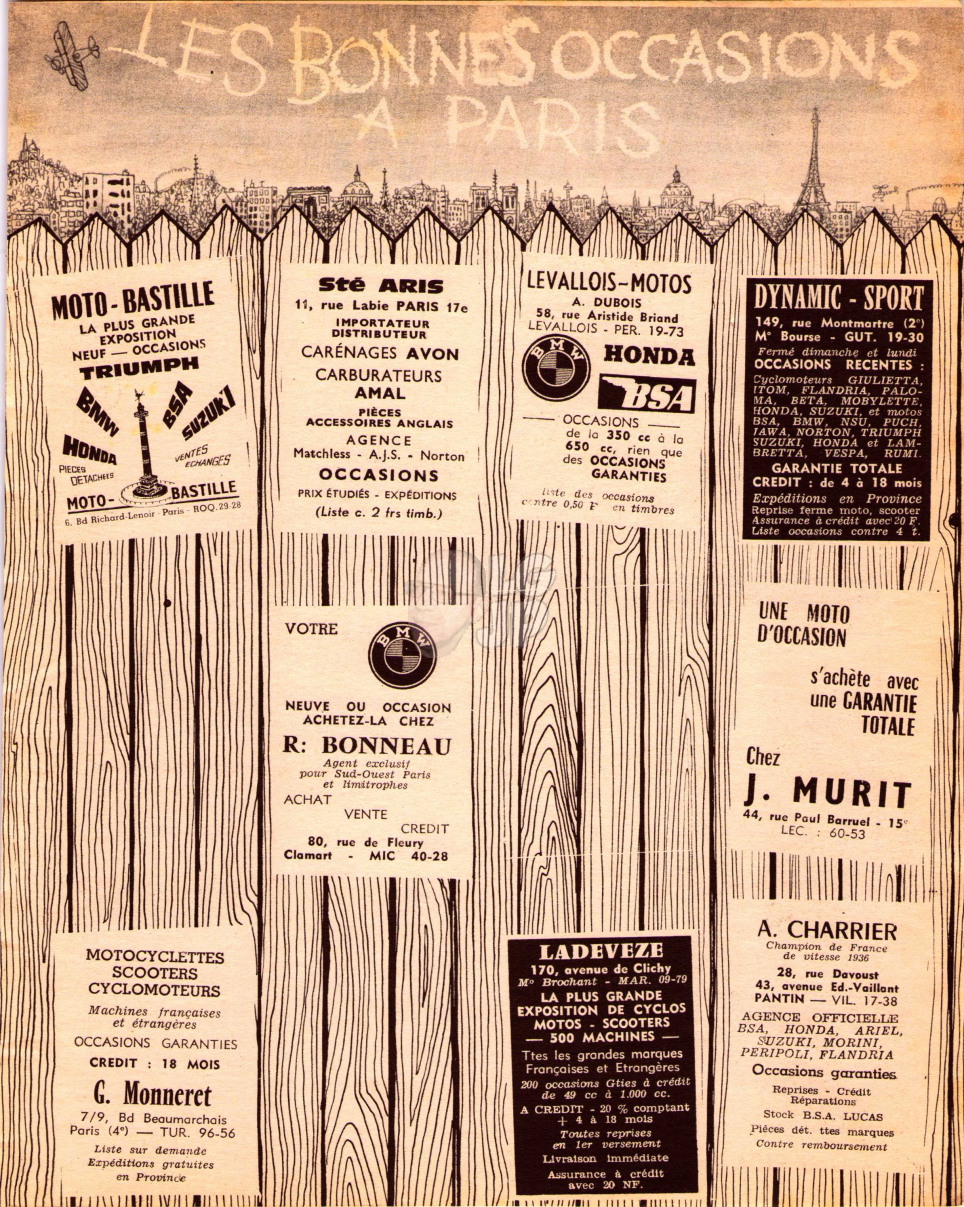 LES BONNES OCCASIONS
A PARIS
MOTO - BASTILLE
LA PLUS GRANDE
EXPOSITION
NEUF — OCCASIONS
TRIUMPH
BMW
BSA
SUZUKI
HONDA
PIECES
DETACHEES
VENTES
ECHANGES
MOTO- BASTILLE
6, Bd Richard-Lenoir - Paris - ROQ. 29-28
Sté ARIS
11, rue Labie PARIS 17e
IMPORTATEUR
DISTRIBUTEUR
CARÉNAGES AVON
CARBURATEURS
AMAL
PIÈCES
ACCESSOIRES ANGLAIS
AGENCE
Matchless - A.J.S. - Norton
OCCASIONS
PRIX ÉTUDIÉS - EXPÉDITIONS
(Liste c. 2 frs timb.)
LEVALLOIS-MOTOS
A. DUBOIS
58, rue Aristide Briand
LEVALLOIS - PER. 19-73
BMW
HONDA
BSA
— OCCASIONS —
de la 350 cc à la
650 cc, rien que
des OCCASIONS
GARANTIES
liste des occasions
contre 0,50 F en timbres
DYNAMIC - SPORT
149, rue Montmartre (2e)
Mo Bourse - GUT. 19-30
Fermé dimanche et lundi
OCCASIONS RECENTES :
Cyclomoteurs GIULIETTA,
ITOM, FLANDRIA, PALO-
MA, BETA, MOBYLETTE,
HONDA, SUZUKI, et motos
BSA, BMW, NSU, PUCH,
JAWA, NORTON, TRIUMPH
SUZUKI, HONDA et LAM-
BRETTA, VESPA, RUMI.
GARANTIE TOTALE
CREDIT : de 4 à 18 mois
Expéditions en Province
Reprise ferme moto, scooter
Assurance à crédit avec 20 F.
Liste occasions contre 4 t.
VOTRE
BMW
NEUVE OU OCCASION
ACHETEZ-LA CHEZ
R: BONNEAU
Agent exclusif
pour Sud-Ouest Paris
et limitrophes
ACHAT
VENTE
CREDIT
80, rue de Fleury
Clamart - MIC 40-28
UNE MOTO
D'OCCASION
s'achète avec
une GARANTIE
TOTALE
Chez
J. MURIT
44, rue Paul Barruel - 15e
LEC. : 60-53
MOTOCYCLETTES
SCOOTERS
CYCLOMOTEURS
Machines françaises
et étrangères
OCCASIONS GARANTIES
CREDIT : 18 MOIS
G. Monneret
7/9, Bd Beaumarchais
Paris (4e) — TUR. 96-56
Liste sur demande
Expéditions gratuites
en Province
LADEVEZE
170, avenue de Clichy
Mo Brochant - MAR. 09-79
LA PLUS GRANDE
EXPOSITION DE CYCLOS
MOTOS - SCOOTERS
— 500 MACHINES —
Ttes les grandes marques
Françaises et Etrangères
200 occasions Gties à crédit
de 49 cc à 1.000 cc.
A CREDIT - 20 % comptant
+ 4 à 18 mois
Toutes reprises
en 1er versement
Livraison immédiate
Assurance à crédit
avec 20 NF.
A. CHARRIER
Champion de France
de vitesse 1936
28, rue Davoust
43, avenue Ed.-Vaillant
PANTIN — VIL. 17-38
AGENCE OFFICIELLE
BSA, HONDA, ARIEL,
SUZUKI, MORINI,
PERIPOLI, FLANDRIA
Occasions garanties
Reprises - Crédit
Réparations
Stock B.S.A. LUCAS
Pièces dét. ttes marques
Contre remboursement